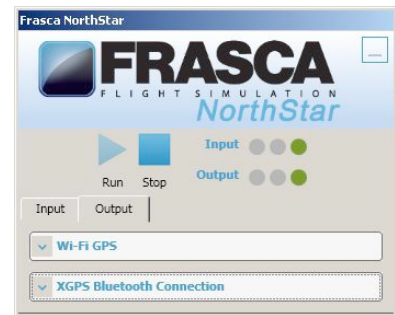 Frasca NorthStar
FRASCA
FLIGHT SIMULATION
NorthStar
Input
Run Stop Output
Input Output
Wi-Fi GPS
XGPS Bluetooth Connection